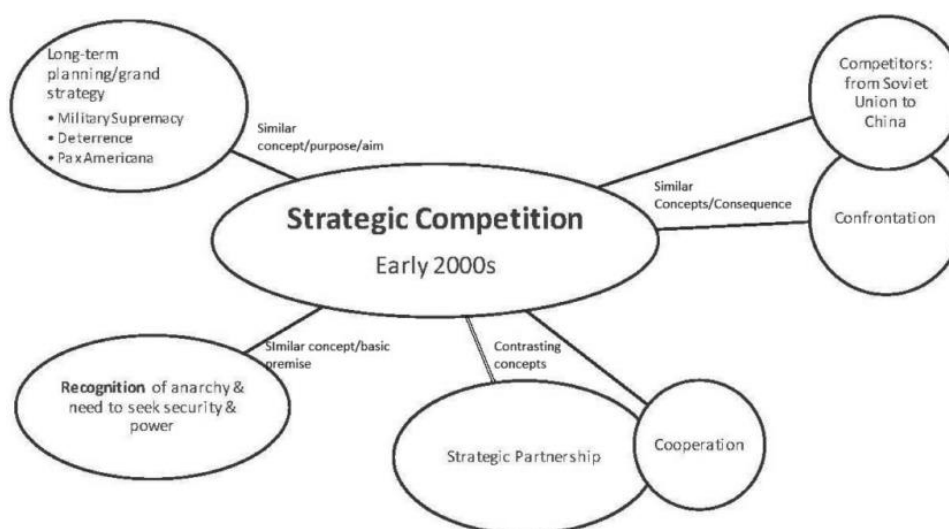 Long-term
planning/grand
strategy
• Military Supremacy
• Deterrence
• Pax Americana
Similar
concept/purpose/aim
Competitors:
from Soviet
Union to
China
Similar
Concepts/Consequence
Confrontation
Strategic Competition
Early 2000s
SImilar concept/basic
premise
Contrasting
concepts
Recognition of anarchy &
need to seek security &
power
Strategic Partnership
Cooperation